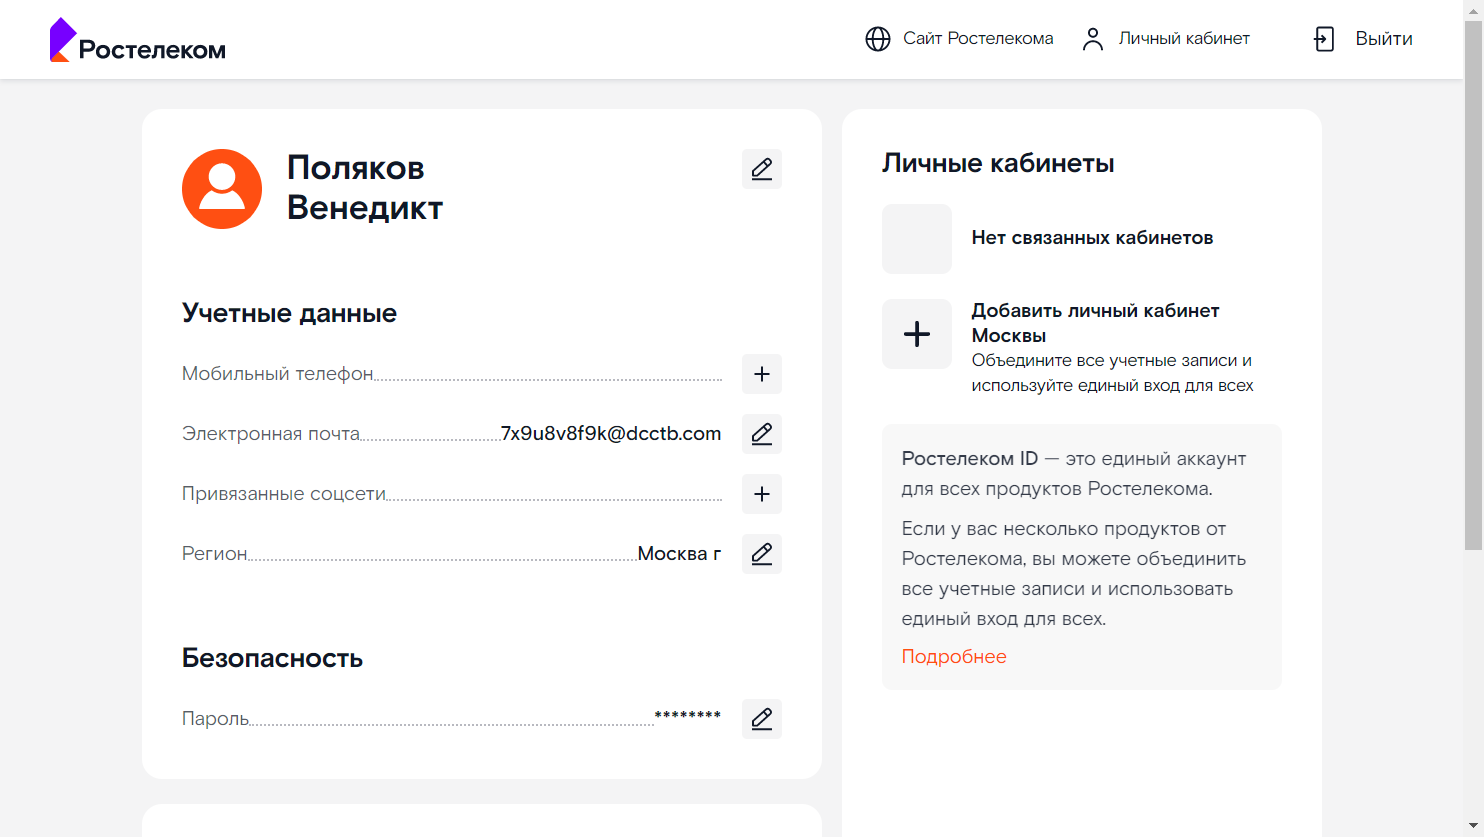 Ростелеком
Сайт Ростелекома
Личный кабинет
Выйти
Поляков
Венедикт
Учетные данные
Мобильный телефон
Электронная почта 7x9u8v8f9k@dcctb.com
Привязанные соцсети
Регион Москва г
Безопасность
Пароль ********
Личные кабинеты
Нет связанных кабинетов
Добавить личный кабинет
Москвы
Объедините все учетные записи и
используйте единый вход для всех
Ростелеком ID — это единый аккаунт
для всех продуктов Ростелекома.
Если у вас несколько продуктов от
Ростелекома, вы можете объединить
все учетные записи и использовать
единый вход для всех.
Подробнее